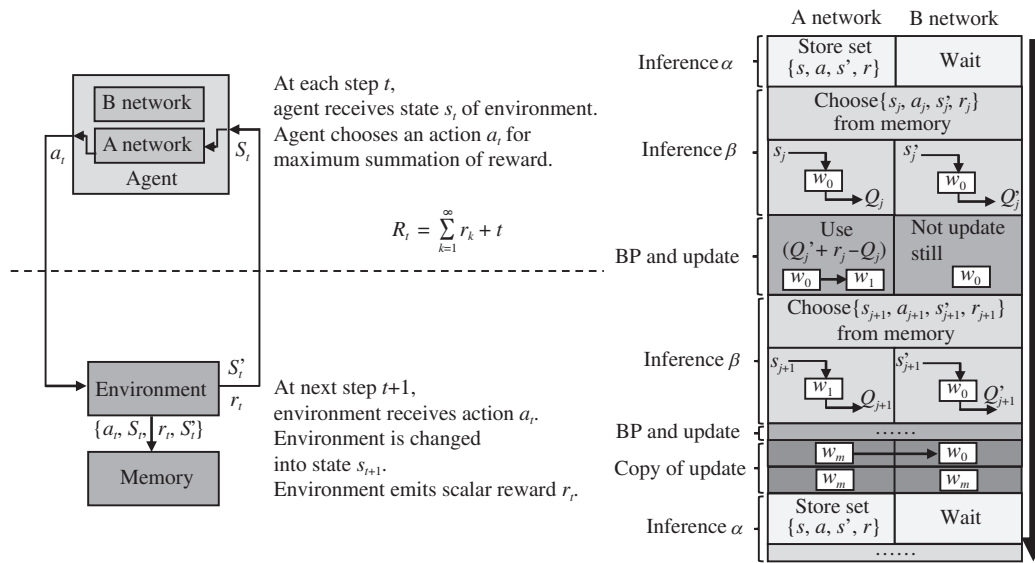 B network
A network
Agent
a_t
S_t
At each step t,
agent receives state s_t of environment.
Agent chooses an action a_t for
maximum summation of reward.
R_t = ∑_{k=1}^{∞} r_k + t
Environment
S'_t
r_t
{a_t, S_t, r_t, S'_t}
Memory
At next step t+1,
environment receives action a_t.
Environment is changed
into state s_{t+1}.
Environment emits scalar reward r_t.
A network B network
Inference α
Store set
{s, a, s', r}
Wait
Inference β
Choose{s_j, a_j, s'_j, r_j}
from memory
s_j
w_0
Q_j
s'_j
w_0
Q'_j
BP and update
Use
(Q_j' + r_j − Q_j)
w_0 w_1
Not update
still
w_0
Inference β
Choose{s_{j+1}, a_{j+1}, s'_{j+1}, r_{j+1}}
from memory
s_{j+1}
w_1
Q_{j+1}
s'_{j+1}
w_0
Q'_{j+1}
BP and update
......
Copy of update
w_m w_0
w_m w_m
Inference α
Store set
{s, a, s', r}
Wait
......